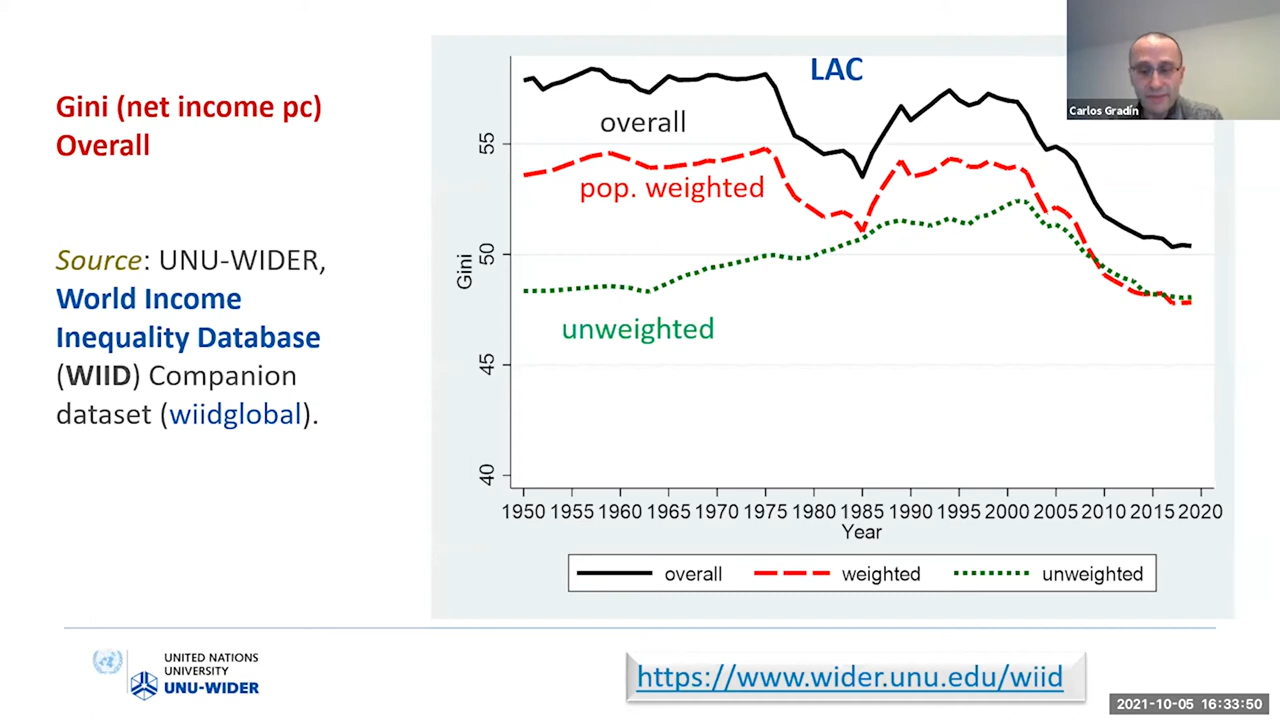 Gini (net income pc)
Overall
Source: UNU-WIDER,
World Income
Inequality Database
(WIID) Companion
dataset (wiidglobal).
LAC
overall
pop. weighted
unweighted
Gini
55
50
45
40
1950 1955 1960 1965 1970 1975 1980 1985 1990 1995 2000 2005 2010 2015 2020
Year
overall weighted unweighted
Carlos Gradín
UNITED NATIONS
UNIVERSITY
UNU-WIDER
https://www.wider.unu.edu/wiid
2021-10-05 16:33:50